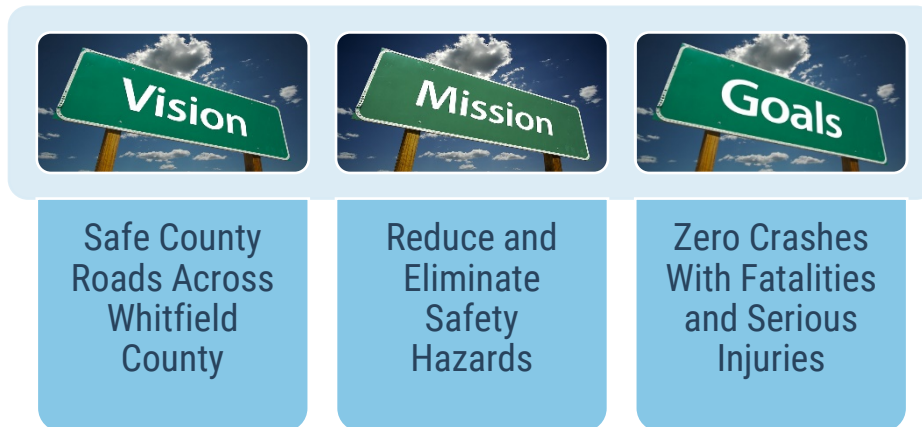 Vision
Mission
Goals
Safe County
Roads Across
Whitfield
County
Reduce and
Eliminate
Safety
Hazards
Zero Crashes
With Fatalities
and Serious
Injuries